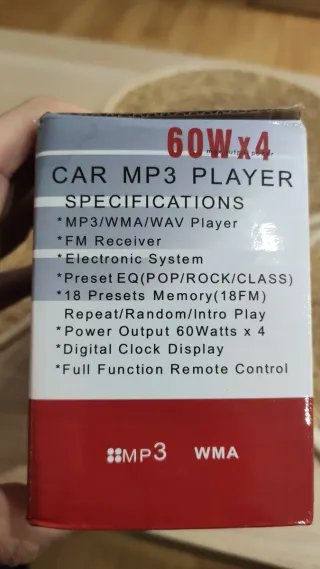 60Wx4
CAR MP3 PLAYER
SPECIFICATIONS
*MP3/WMA/WAV Player
*FM Receiver
*Electronic System
*Preset EQ(POP/ROCK/CLASS)
*18 Presets Memory(18FM)
Repeat/Random/Intro Play
*Power Output 60Watts x 4
*Digital Clock Display
*Full Function Remote Control
MP3 WMA